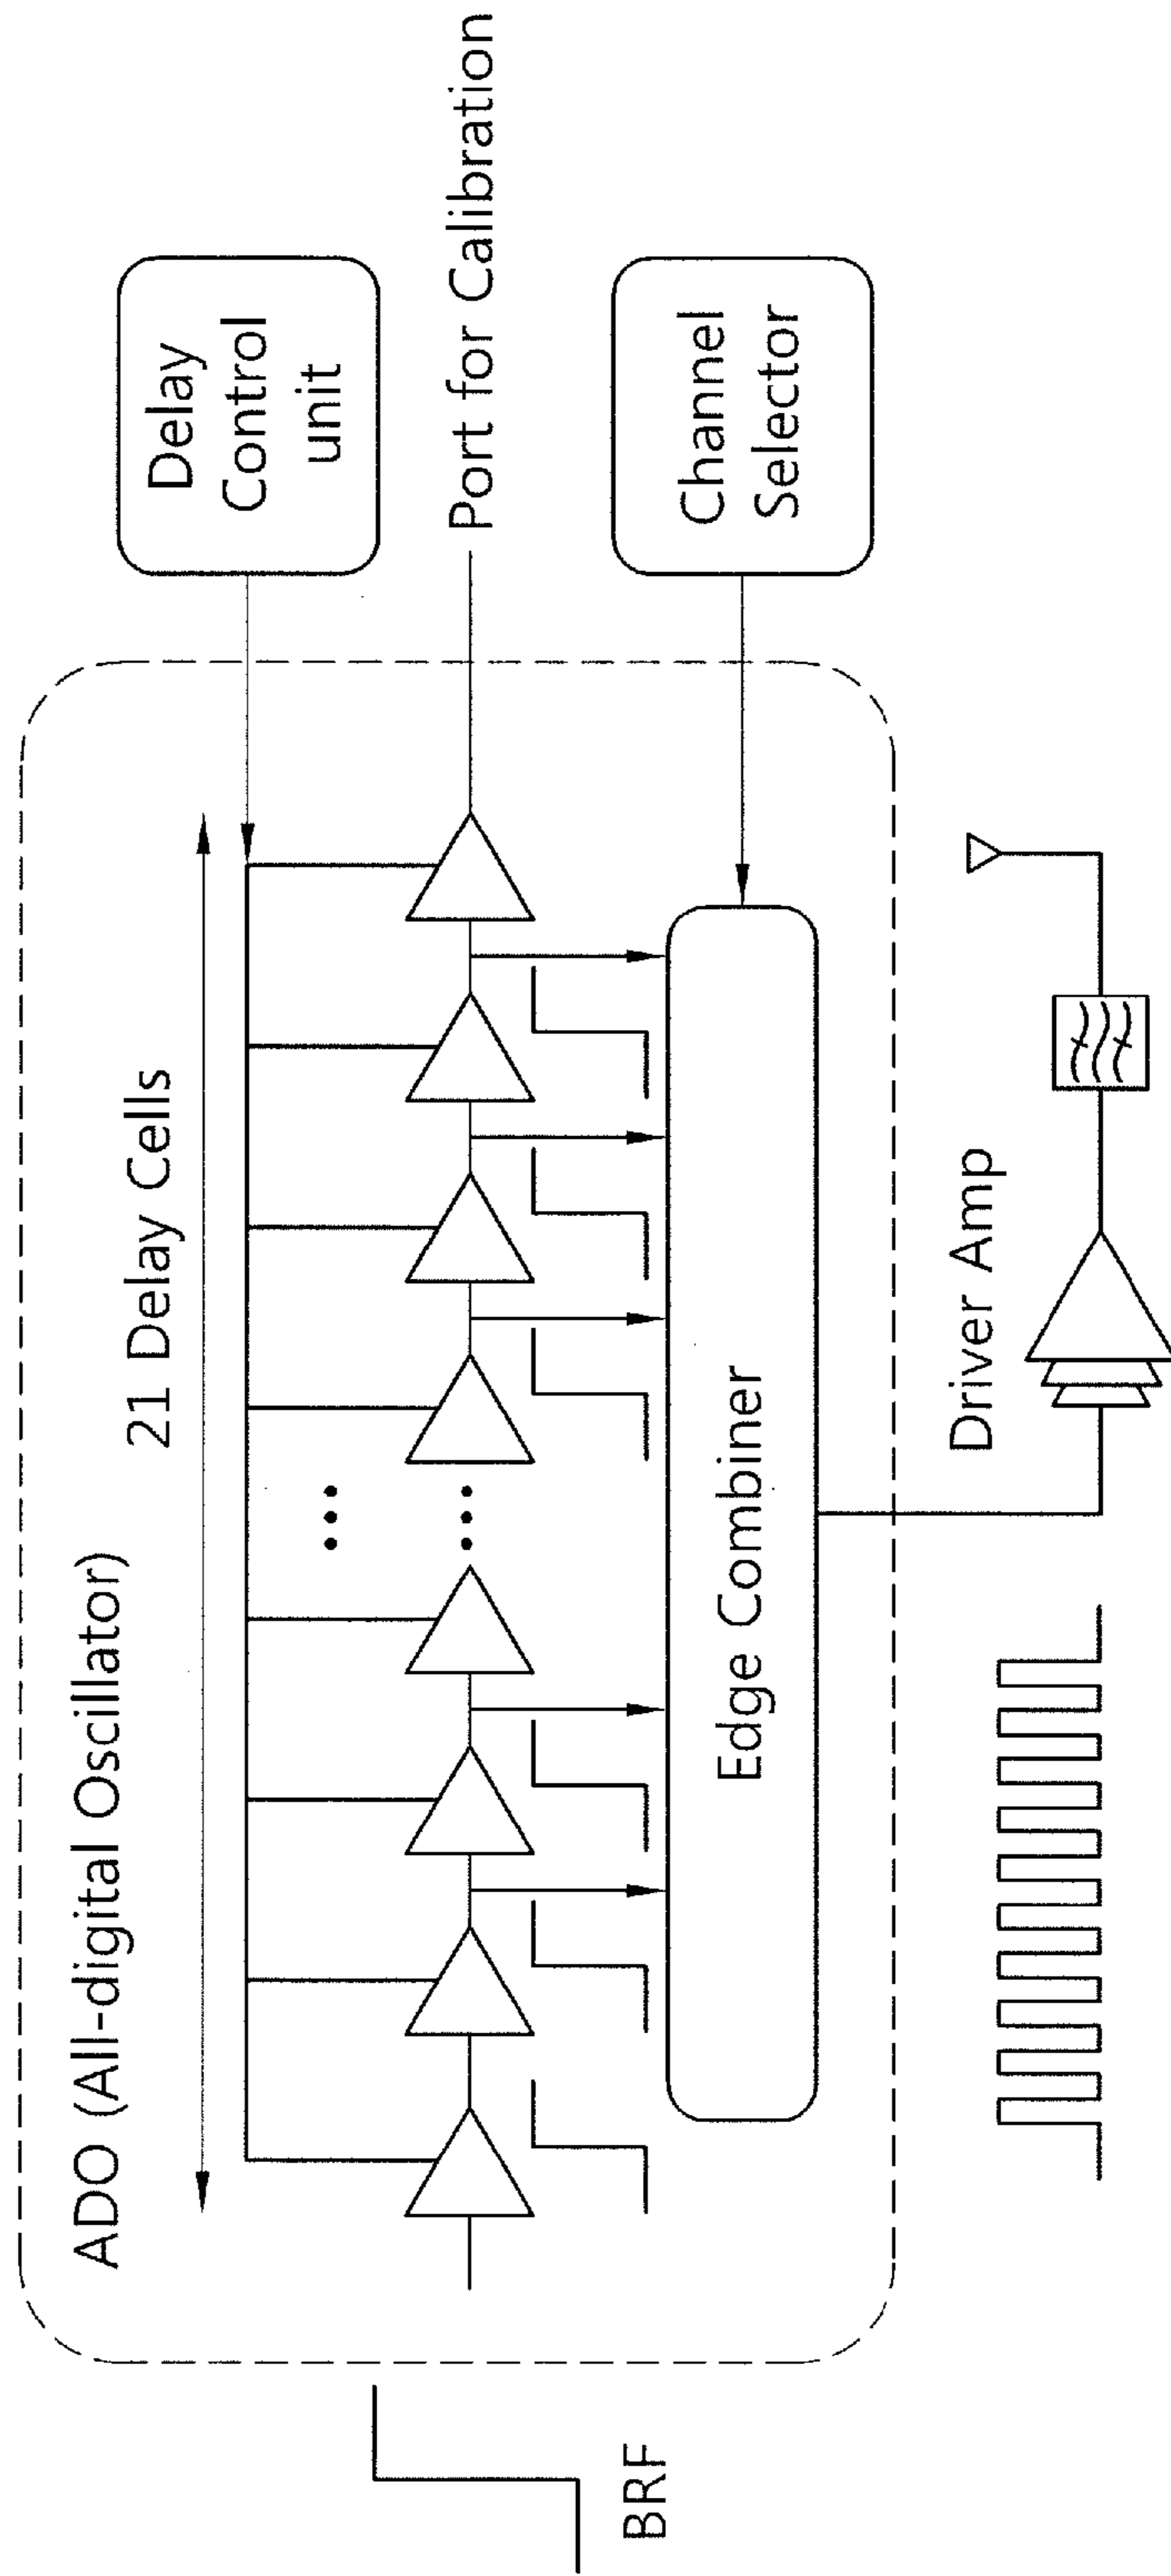 ADO (All-digital Oscillator)
21 Delay Cells
Delay
Control
unit
Port for Calibration
Channel
Selector
Edge Combiner
BRF
Driver Amp